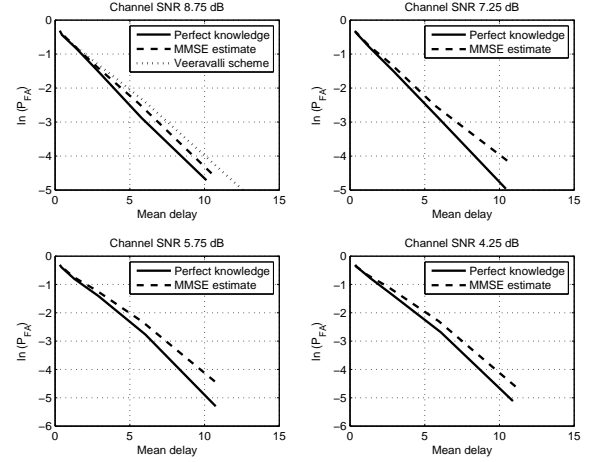 Channel SNR 8.75 dB
0
−1
−2
−3
−4
−5
0 5 10 15
ln (P_FA)
Mean delay
Perfect knowledge
MMSE estimate
Veeravalli scheme
Channel SNR 7.25 dB
0
−1
−2
−3
−4
−5
0 5 10 15
ln (P_FA)
Mean delay
Perfect knowledge
MMSE estimate
Channel SNR 5.75 dB
0
−1
−2
−3
−4
−5
−6
0 5 10 15
ln (P_FA)
Mean delay
Perfect knowledge
MMSE estimate
Channel SNR 4.25 dB
0
−1
−2
−3
−4
−5
−6
0 5 10 15
ln (P_FA)
Mean delay
Perfect knowledge
MMSE estimate